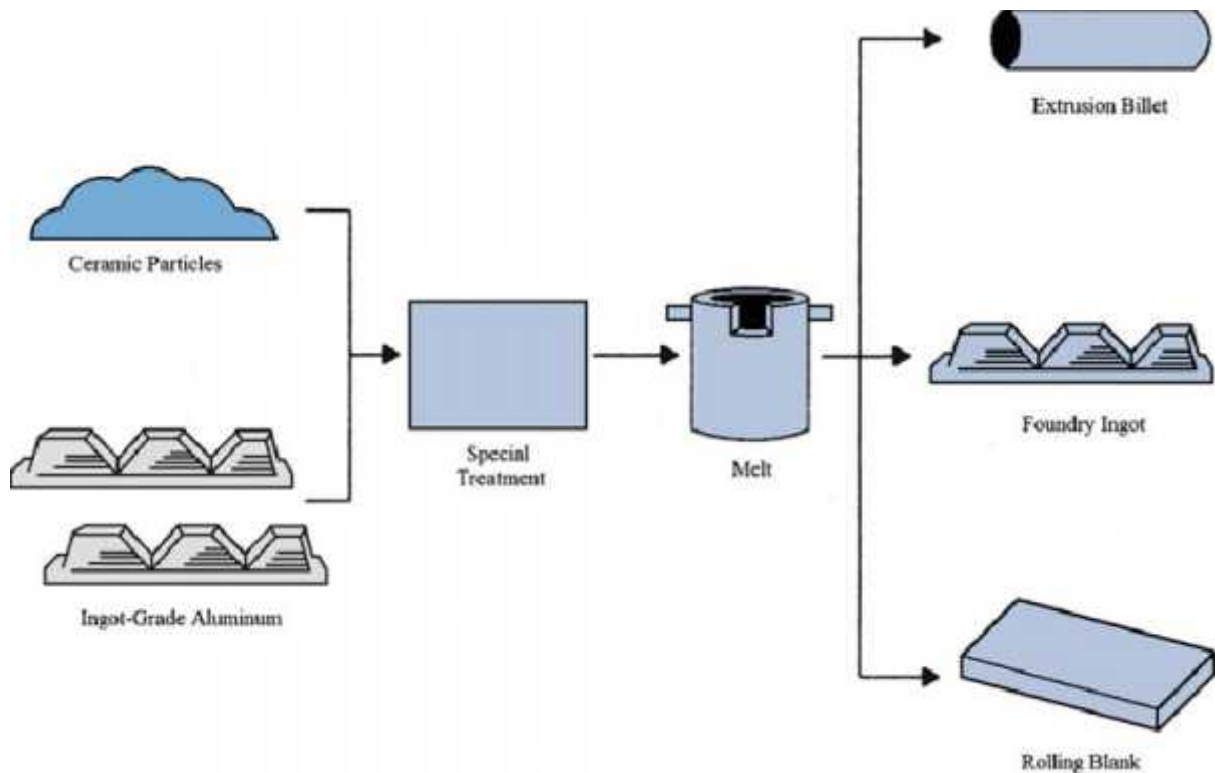 Extrusion Billet
Ceramic Particles
Special
Treatment
Melt
Foundry Ingot
Ingot-Grade Aluminum
Rolling Blank